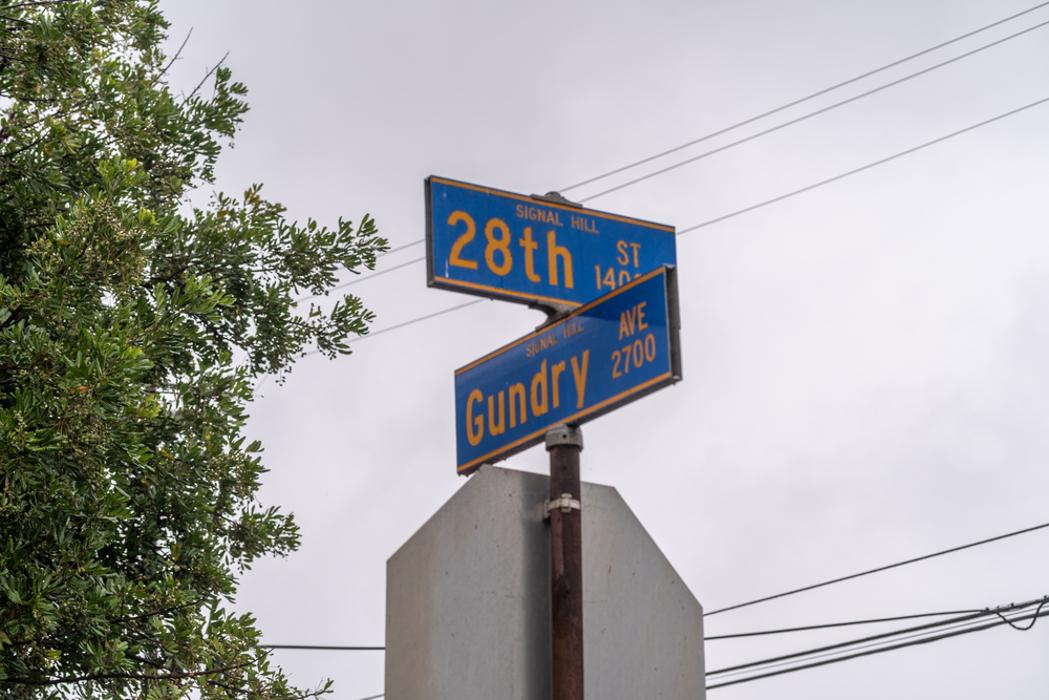 SIGNAL HILL
28th ST
SIGNAL HILL
Gundry AVE
2700